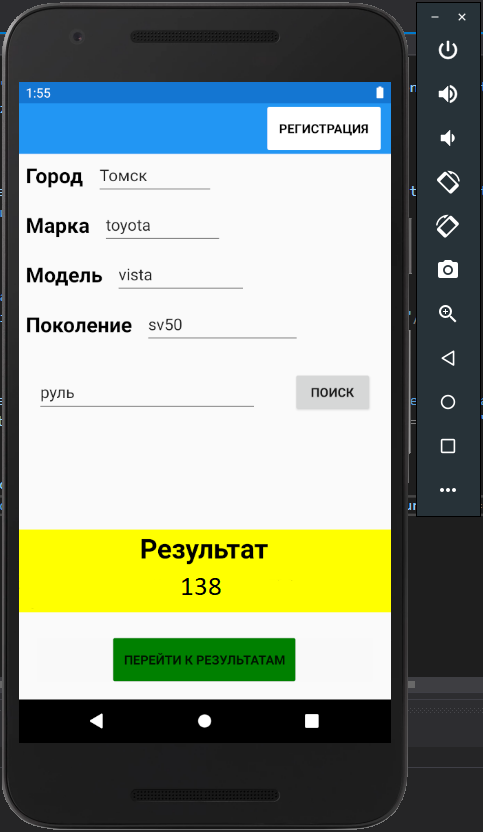 1:55
РЕГИСТРАЦИЯ
Город Томск
Марка toyota
Модель vista
Поколение sv50
руль ПОИСК
Результат
138
ПЕРЕЙТИ К РЕЗУЛЬТАТАМ